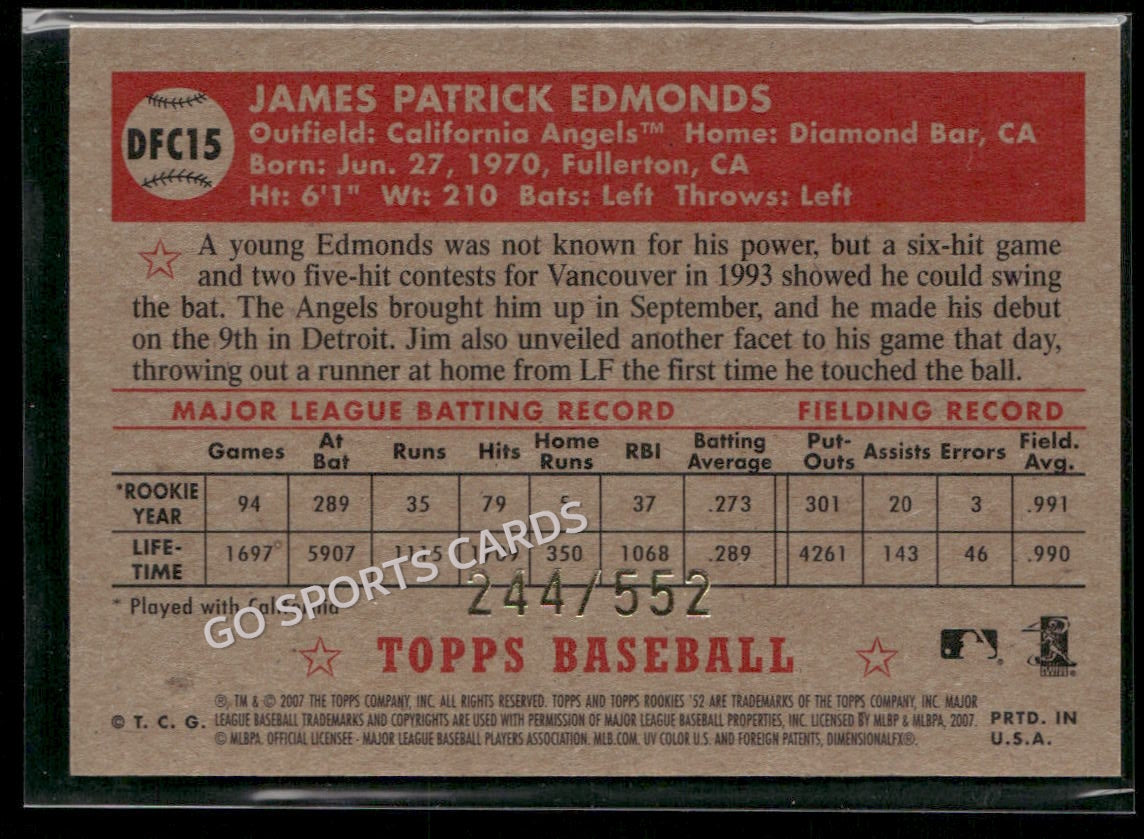 DFC15
JAMES PATRICK EDMONDS
Outfield: California Angels™ Home: Diamond Bar, CA
Born: Jun. 27, 1970, Fullerton, CA
Ht: 6'1" Wt: 210 Bats: Left Throws: Left
A young Edmonds was not known for his power, but a six-hit game
and two five-hit contests for Vancouver in 1993 showed he could swing
the bat. The Angels brought him up in September, and he made his debut
on the 9th in Detroit. Jim also unveiled another facet to his game that day,
throwing out a runner at home from LF the first time he touched the ball.
MAJOR LEAGUE BATTING RECORD FIELDING RECORD
Games At Bat Runs Hits Home Runs RBI Batting Average Put-Outs Assists Errors Field. Avg.
*ROOKIE YEAR 94 289 35 79 5 37 .273 301 20 3 .991
LIFE-TIME 1697 5907 1115 350 1068 .289 4261 143 46 .990
* Played with California
GO SPORTS CARDS
244/552
TOPPS BASEBALL
®, TM & © 2007 THE TOPPS COMPANY, INC. ALL RIGHTS RESERVED. TOPPS AND TOPPS ROOKIES '52 ARE TRADEMARKS OF THE TOPPS COMPANY, INC. MAJOR
© T. C. G. LEAGUE BASEBALL TRADEMARKS AND COPYRIGHTS ARE USED WITH PERMISSION OF MAJOR LEAGUE BASEBALL PROPERTIES, INC. LICENSED BY MLBP & MLBPA, 2007. PRTD. IN
© MLBPA. OFFICIAL LICENSEE - MAJOR LEAGUE BASEBALL PLAYERS ASSOCIATION. MLB.COM. UV COLOR U.S. AND FOREIGN PATENTS, DIMENSIONALFX®. U.S.A.